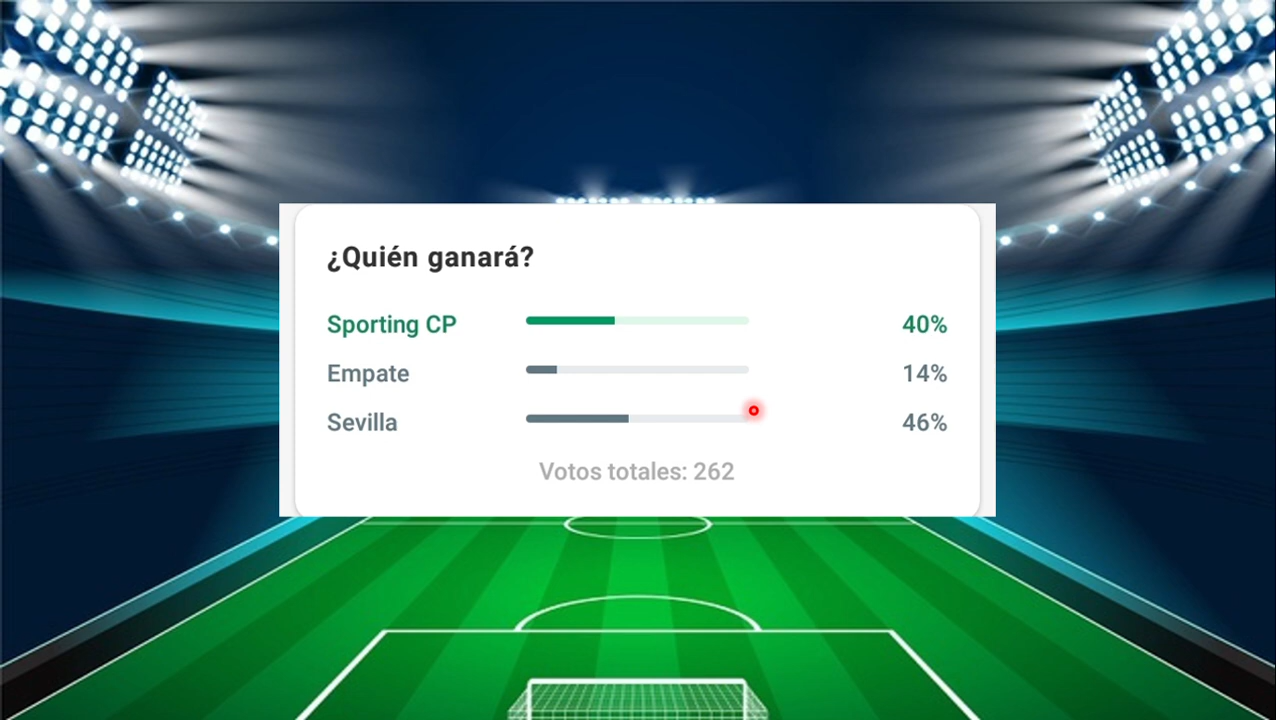 ¿Quién ganará?
Sporting CP 40%
Empate 14%
Sevilla 46%
Votos totales: 262